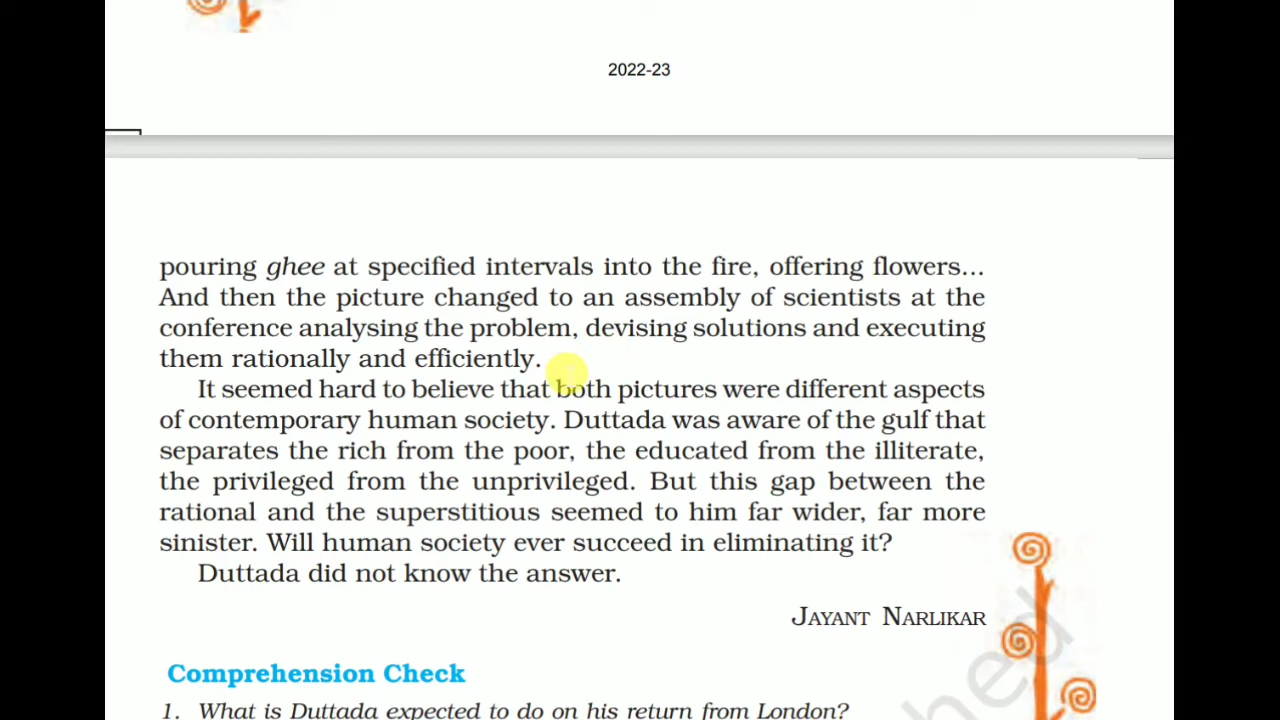 2022-23
pouring ghee at specified intervals into the fire, offering flowers...
And then the picture changed to an assembly of scientists at the
conference analysing the problem, devising solutions and executing
them rationally and efficiently.
It seemed hard to believe that both pictures were different aspects
of contemporary human society. Duttada was aware of the gulf that
separates the rich from the poor, the educated from the illiterate,
the privileged from the unprivileged. But this gap between the
rational and the superstitious seemed to him far wider, far more
sinister. Will human society ever succeed in eliminating it?
Duttada did not know the answer.
JAYANT NARLIKAR
Comprehension Check
1. What is Duttada expected to do on his return from London?